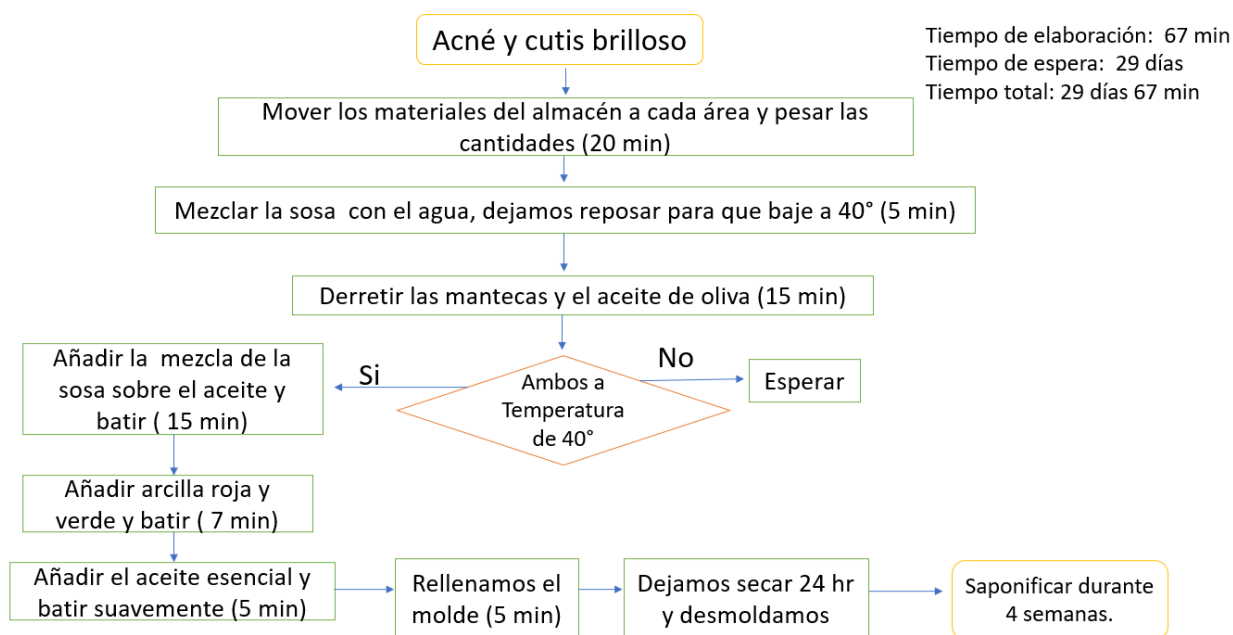 Acné y cutis brilloso
Tiempo de elaboración: 67 min
Tiempo de espera: 29 días
Tiempo total: 29 días 67 min
Mover los materiales del almacén a cada área y pesar las
cantidades (20 min)
Mezclar la sosa con el agua, dejamos reposar para que baje a 40° (5 min)
Derretir las mantecas y el aceite de oliva (15 min)
Ambos a
Temperatura
de 40°
No
Esperar
Si
Añadir la mezcla de la
sosa sobre el aceite y
batir ( 15 min)
Añadir arcilla roja y
verde y batir ( 7 min)
Añadir el aceite esencial y
batir suavemente (5 min)
Rellenamos el
molde (5 min)
Dejamos secar 24 hr
y desmoldamos
Saponificar durante
4 semanas.